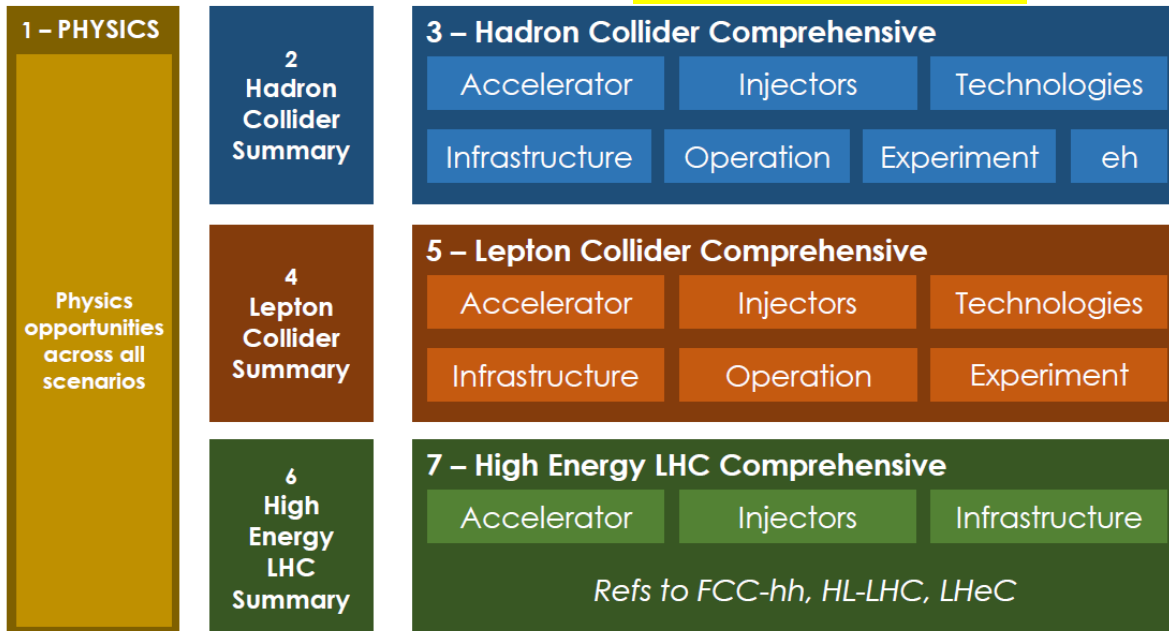 1 – PHYSICS
Physics
opportunities
across all
scenarios
2
Hadron
Collider
Summary
3 – Hadron Collider Comprehensive
Accelerator
Injectors
Technologies
Infrastructure
Operation
Experiment
eh
4
Lepton
Collider
Summary
5 – Lepton Collider Comprehensive
Accelerator
Injectors
Technologies
Infrastructure
Operation
Experiment
6
High
Energy
LHC
Summary
7 – High Energy LHC Comprehensive
Accelerator
Injectors
Infrastructure
Refs to FCC-hh, HL-LHC, LHeC